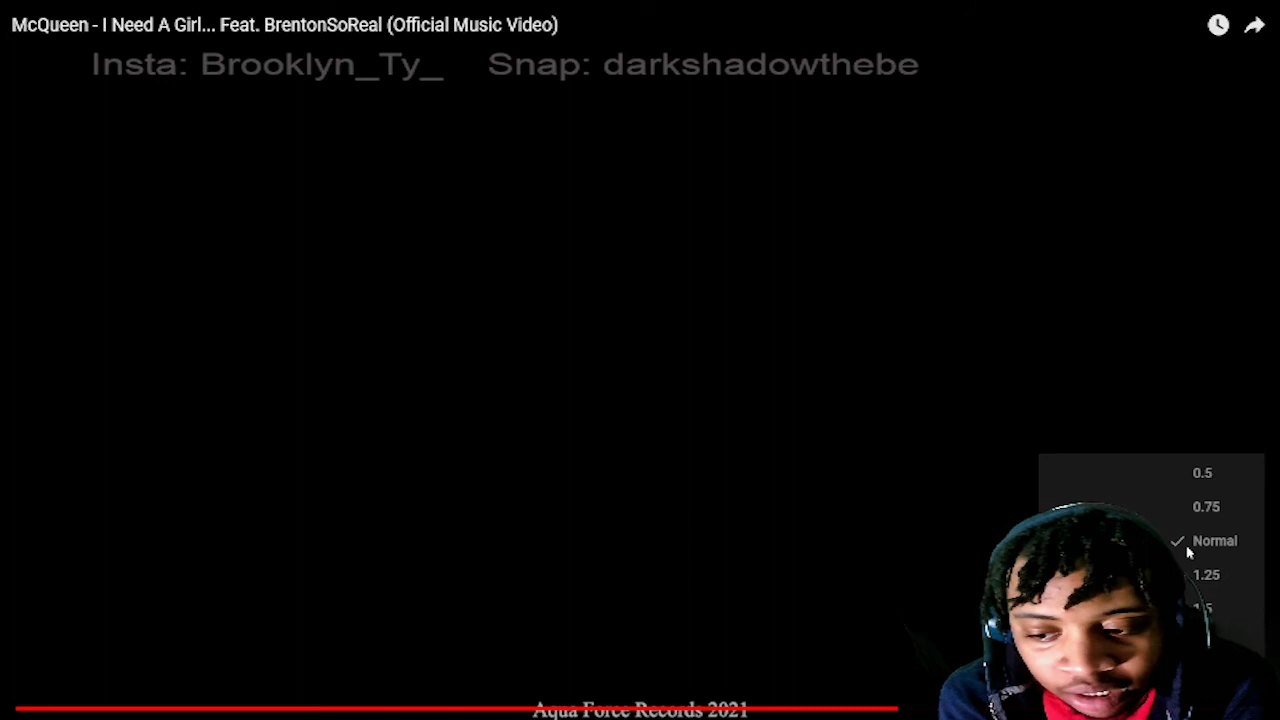 McQueen - I Need A Girl... Feat. BrentonSoReal (Official Music Video)
Insta: Brooklyn_Ty_ Snap: darkshadowthebe
0.5
0.75
Normal
1.25
Aqua Force Records 2021